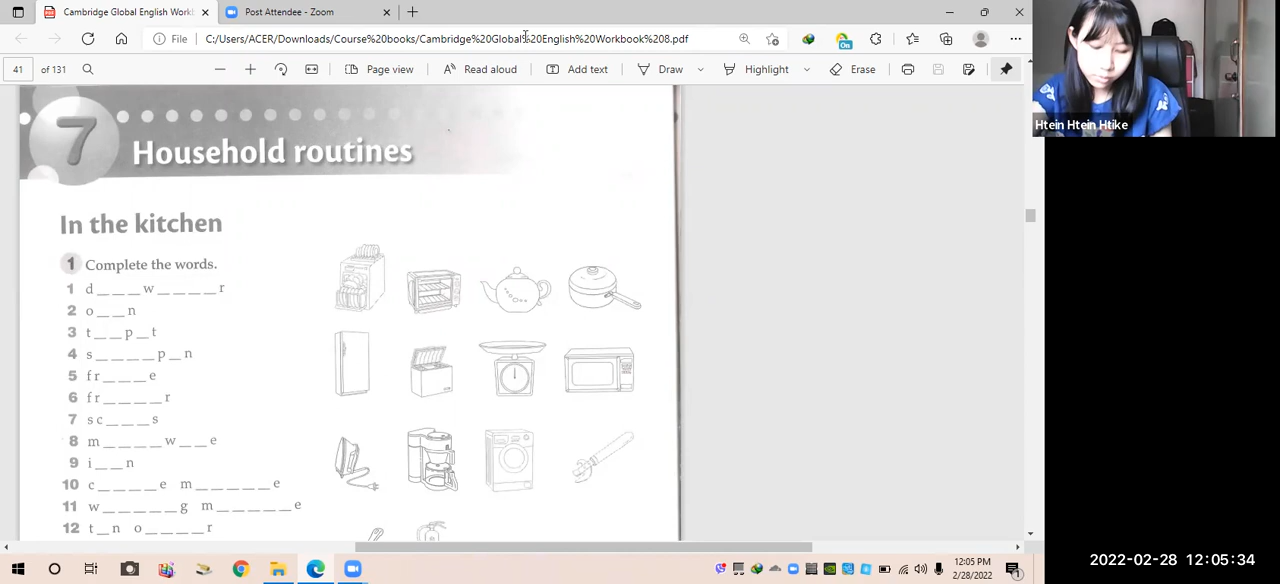 Cambridge Global English Work
Post Attendee - Zoom
File
C:/Users/ACER/Downloads/Course%20books/Cambridge%20Global%20English%20Workbook%208.pdf
On
41 of 131
Page view
Read aloud
Add text
Draw
Highlight
Erase
Htein Htein Htike
7
Household routines
In the kitchen
1 Complete the words.
1 d _ _ _ w _ _ _ _ r
2 o _ _ n
3 t _ _ p _ t
4 s _ _ _ _ p _ n
5 f r _ _ _ e
6 f r _ _ _ _ r
7 s c _ _ _ s
8 m _ _ _ _ w _ _ e
9 i _ _ n
10 c _ _ _ _ e m _ _ _ _ _ e
11 w _ _ _ _ _ g m _ _ _ _ _ e
12 t _ n o _ _ _ _ r
2022-02-28 12:05:34
12:05 PM
2/28/2022
1